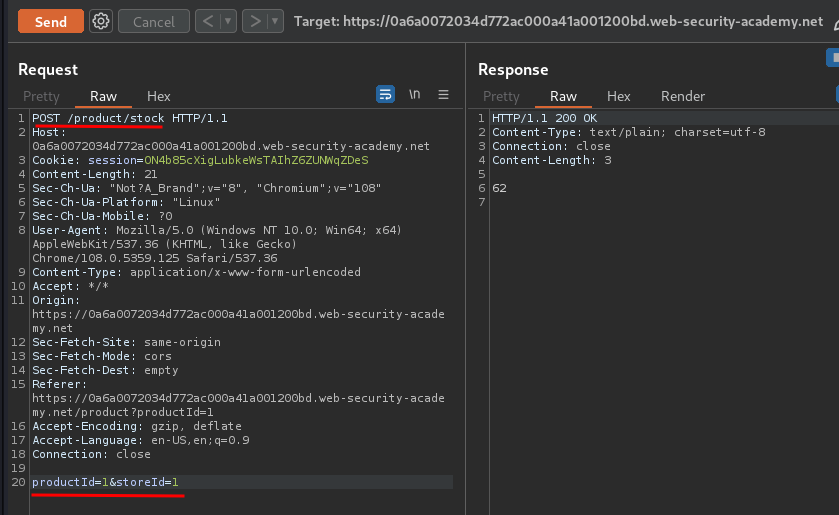 Send Cancel < > Target: https://0a6a0072034d772ac000a41a001200bd.web-security-academy.net
Request
Pretty Raw Hex \n
1 POST /product/stock HTTP/1.1
2 Host:
0a6a0072034d772ac000a41a001200bd.web-security-academy.net
3 Cookie: session=0N4b85cXigLubkeWsTAIhZ6ZUNWqZDeS
4 Content-Length: 21
5 Sec-Ch-Ua: "Not?A_Brand";v="8", "Chromium";v="108"
6 Sec-Ch-Ua-Platform: "Linux"
7 Sec-Ch-Ua-Mobile: ?0
8 User-Agent: Mozilla/5.0 (Windows NT 10.0; Win64; x64)
AppleWebKit/537.36 (KHTML, like Gecko)
Chrome/108.0.5359.125 Safari/537.36
9 Content-Type: application/x-www-form-urlencoded
10 Accept: */*
11 Origin:
https://0a6a0072034d772ac000a41a001200bd.web-security-acade
my.net
12 Sec-Fetch-Site: same-origin
13 Sec-Fetch-Mode: cors
14 Sec-Fetch-Dest: empty
15 Referer:
https://0a6a0072034d772ac000a41a001200bd.web-security-acade
my.net/product?productId=1
16 Accept-Encoding: gzip, deflate
17 Accept-Language: en-US,en;q=0.9
18 Connection: close
19
20 productId=1&storeId=1
Response
Pretty Raw Hex Render
1 HTTP/1.1 200 OK
2 Content-Type: text/plain; charset=utf-8
3 Connection: close
4 Content-Length: 3
5
6 62
7